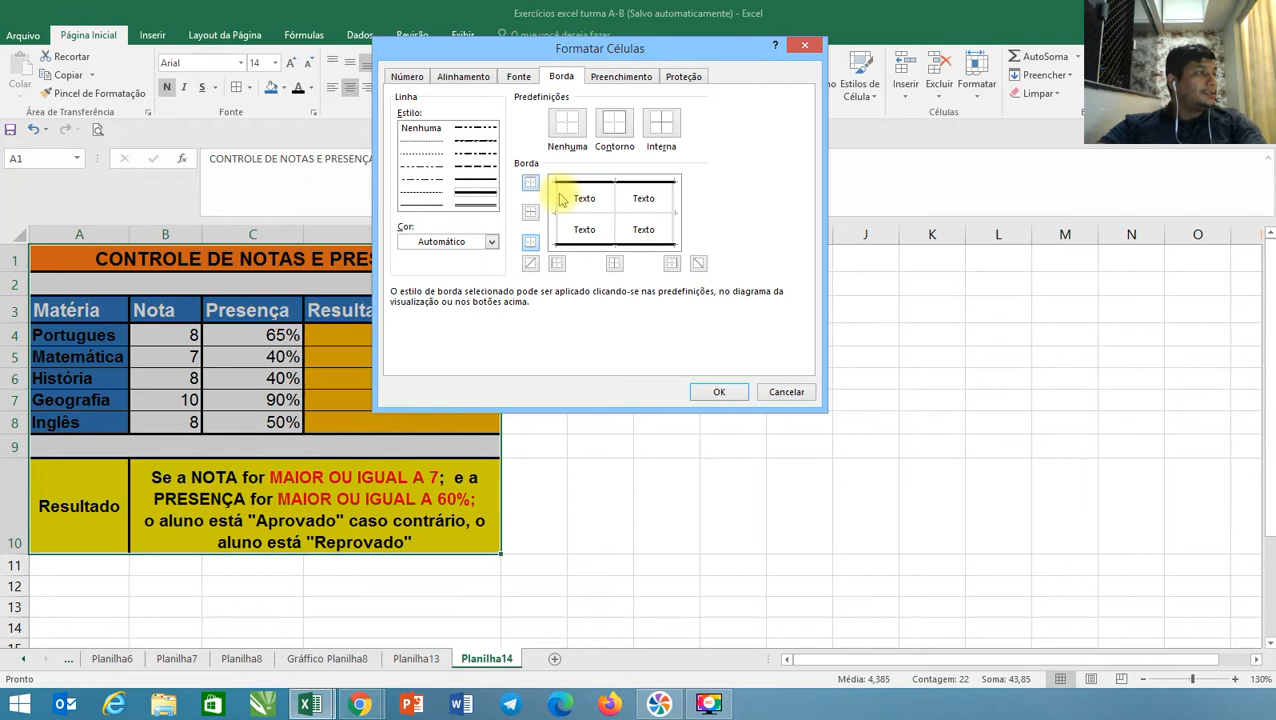 Exercícios excel turma A-B (Salvo automaticamente) - Excel
Arquivo
Página Inicial
Inserir
Layout da Página
Fórmulas
Dados
O que você deseja fazer
Recortar
Copiar
Pincel de Formatação
Colar
Área de Transferência
Arial
14
N
I
S
Fonte
Estilos de
Célula
Inserir
Excluir
Formatar
Células
AutoSoma
Preencher
Limpar
A1
CONTROLE DE NOTAS E PRESENÇA
Formatar Células
?
Número
Alinhamento
Fonte
Borda
Preenchimento
Proteção
Linha
Estilo:
Nenhuma
Cor:
Automático
Predefinições
Nenhuma
Contorno
Interna
Borda
Texto Texto
Texto Texto
O estilo de borda selecionado pode ser aplicado clicando-se nas predefinições, no diagrama da
visualização ou nos botões acima.
OK
Cancelar
A B C J K L M N O
1 CONTROLE DE NOTAS E PRES
2
3 Matéria Nota Presença Resulta
4 Portugues 8 65%
5 Matemática 7 40%
6 História 8 40%
7 Geografia 10 90%
8 Inglês 8 50%
9
10 Resultado
Se a NOTA for MAIOR OU IGUAL A 7; e a
PRESENÇA for MAIOR OU IGUAL A 60%;
o aluno está "Aprovado" caso contrário, o
aluno está "Reprovado"
11
12
13
14
... Planilha6 Planilha7 Planilha8 Gráffico Planilha8 Planilha13 Planilha14
Pronto
Média: 4,385 Contagem: 22 Soma: 43,85
130%